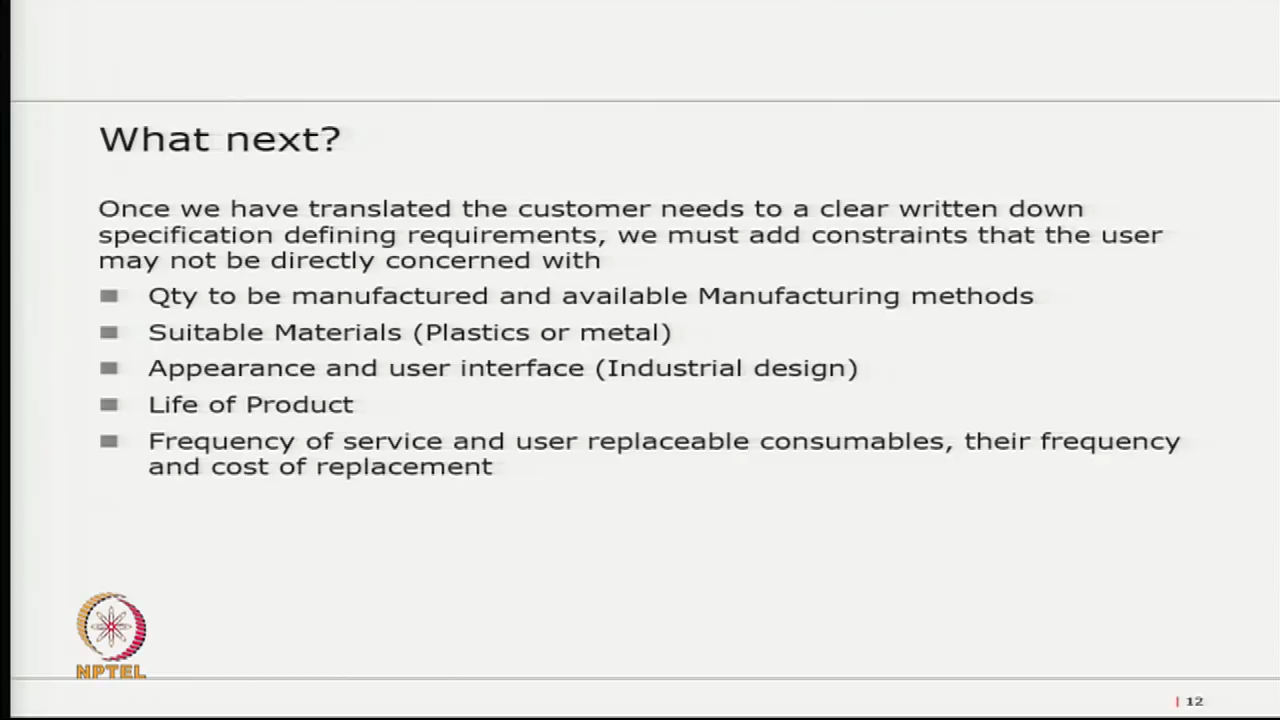 What next?
Once we have translated the customer needs to a clear written down
specification defining requirements, we must add constraints that the user
may not be directly concerned with
Qty to be manufactured and available Manufacturing methods
Suitable Materials (Plastics or metal)
Appearance and user interface (Industrial design)
Life of Product
Frequency of service and user replaceable consumables, their frequency
and cost of replacement
NPTEL
| 12